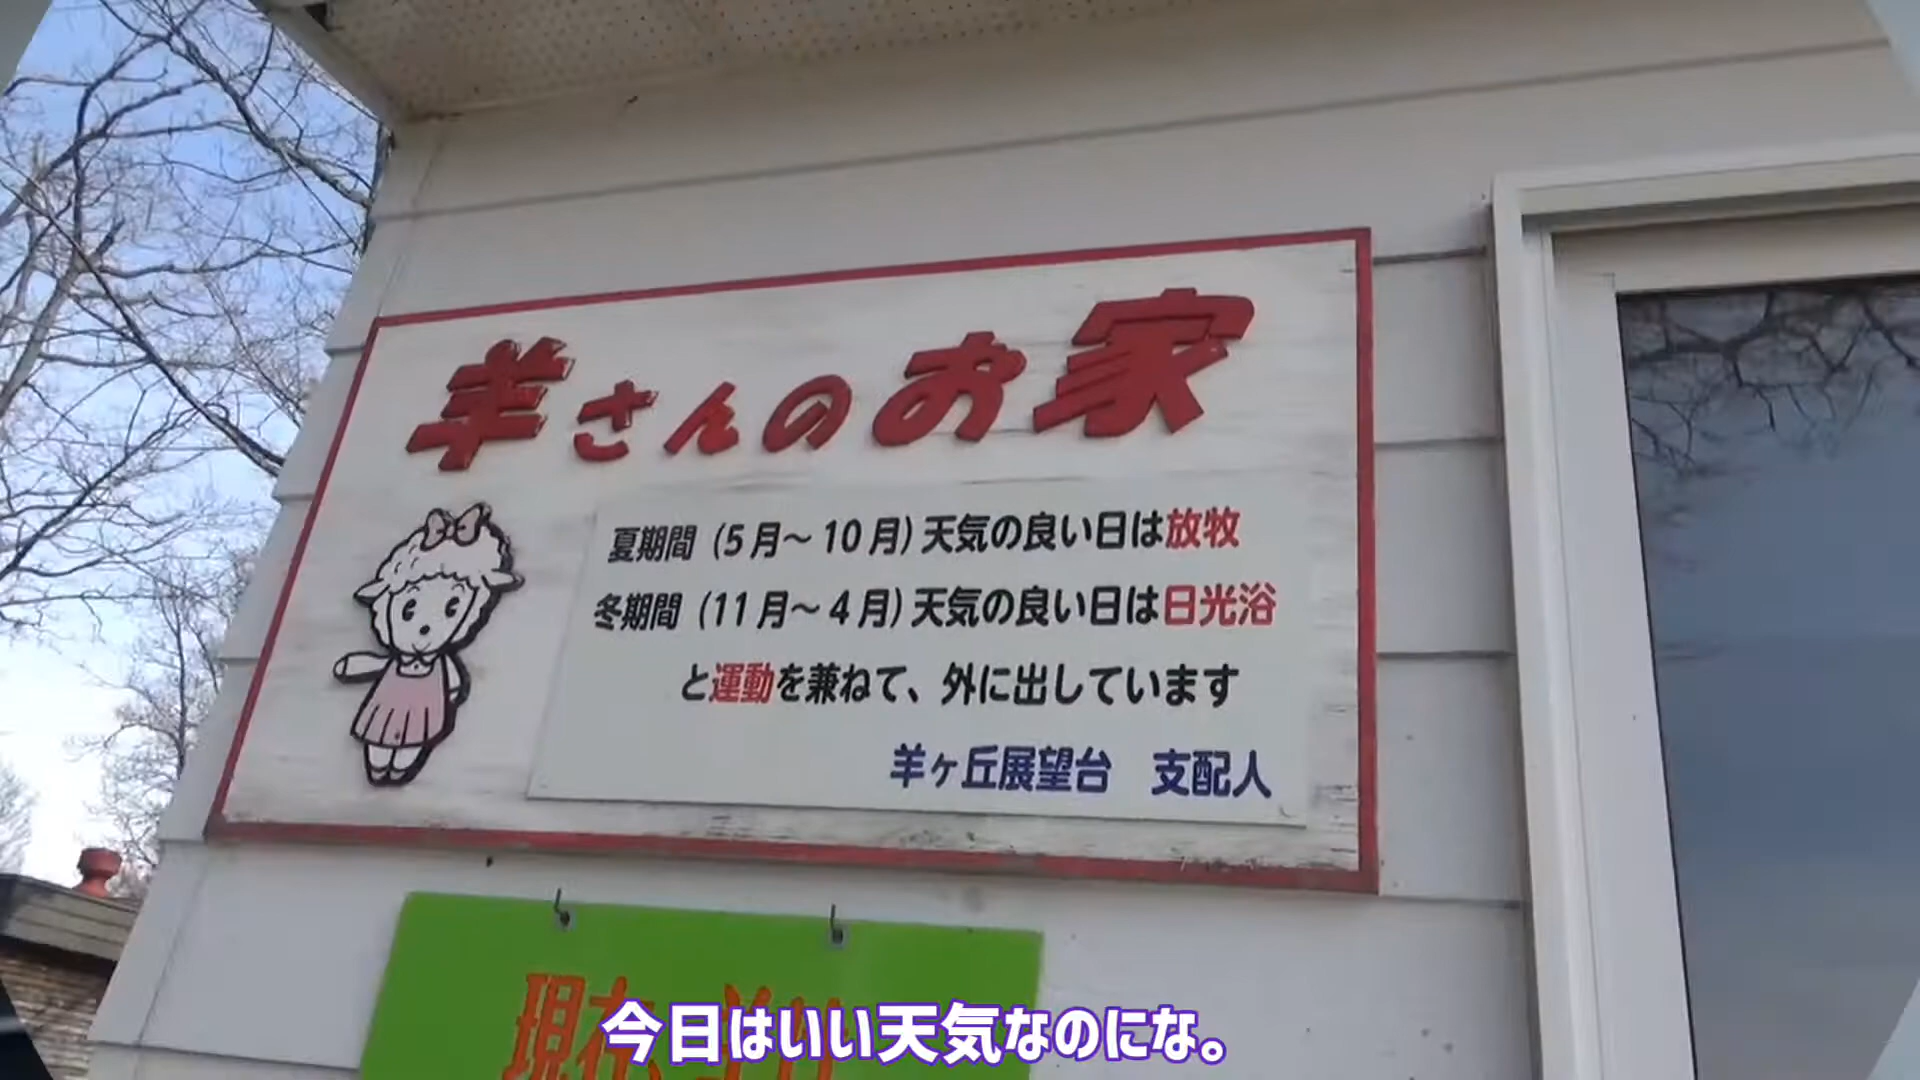 羊さんのお家
夏期間 (5月～10月) 天気の良い日は放牧
冬期間 (11月～4月) 天気の良い日は日光浴
と運動を兼ねて、外に出しています
羊ヶ丘展望台 支配人
現在
今日はいい天気なのにな。